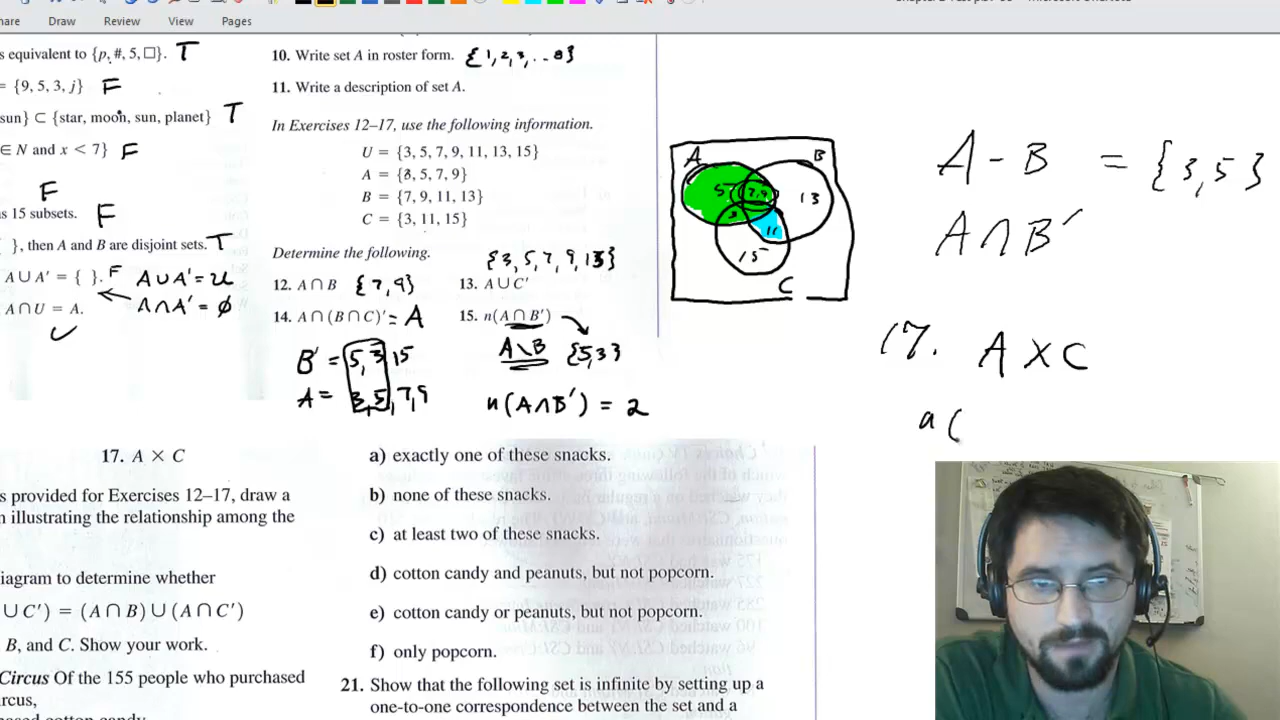 hare Draw Review View Pages
s equivalent to {p, #, 5, □}. T
= {9, 5, 3, j} F
sun} ⊂ {star, moon, sun, planet} T
∈ N and x < 7} F
F
as 15 subsets. F
}, then A and B are disjoint sets. T
A ∪ A' = { }. F A∪A' = U
A ∩ U = A. ← A∩A' = ∅
✓
10. Write set A in roster form. {1,2,3,..8}
11. Write a description of set A.
In Exercises 12–17, use the following information.
U = {3, 5, 7, 9, 11, 13, 15}
A = {3, 5, 7, 9}
B = {7, 9, 11, 13}
C = {3, 11, 15}
Determine the following.
{3, 5, 7, 9, 13}
12. A ∩ B {7,9} 13. A ∪ C'
14. A ∩ (B ∩ C)' = A 15. n(A ∩ B')
B' = 5, 3 15 A\B {5,3}
A = 3, 5, 7, 9 n(A∩B') = 2
17. A × C
s provided for Exercises 12–17, draw a
n illustrating the relationship among the
iagram to determine whether
∪ C') = (A ∩ B) ∪ (A ∩ C')
B, and C. Show your work.
Circus Of the 155 people who purchased
rcus,
a) exactly one of these snacks.
b) none of these snacks.
c) at least two of these snacks.
d) cotton candy and peanuts, but not popcorn.
e) cotton candy or peanuts, but not popcorn.
f) only popcorn.
21. Show that the following set is infinite by setting up a
one-to-one correspondence between the set and a
A B
5 7,9 13
3 11
15
C
A - B = {3,5}
A ∩ B'
17. A × C
a (